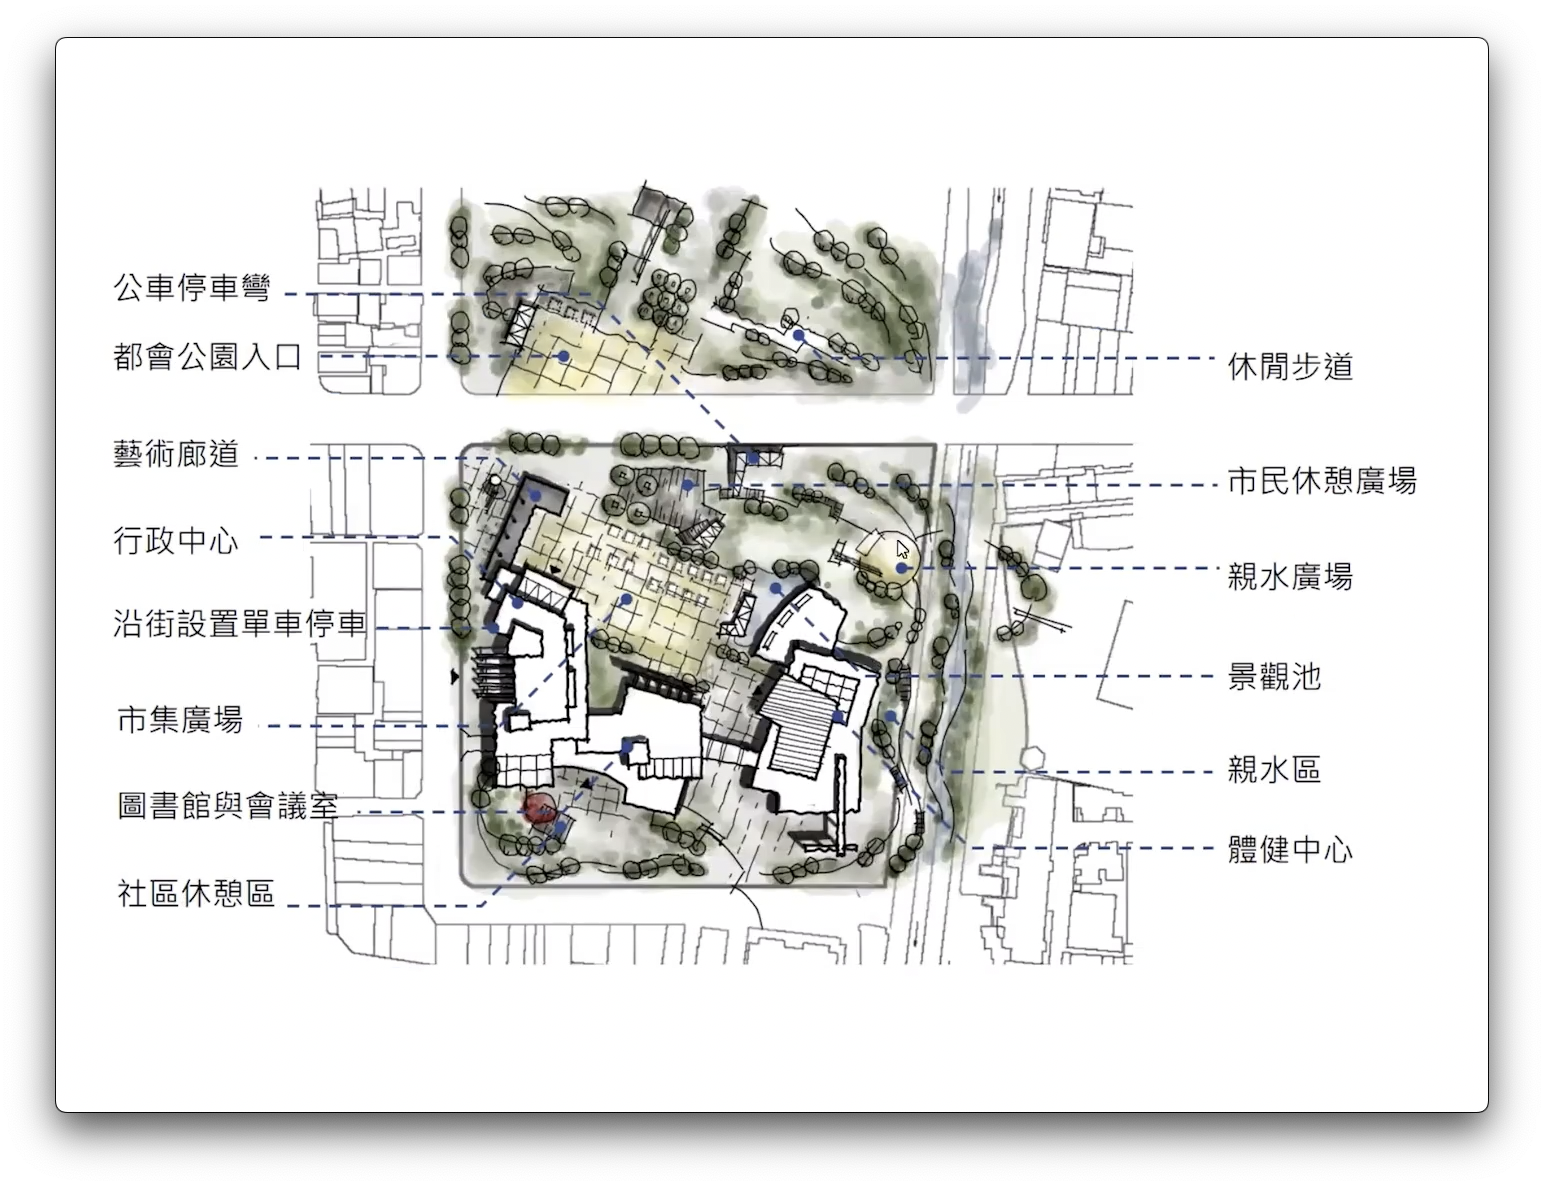 公車停車彎
都會公園入口
藝術廊道
行政中心
沿街設置單車停車
市集廣場
圖書館與會議室
社區休憩區
休閒步道
市民休憩廣場
親水廣場
景觀池
親水區
體健中心